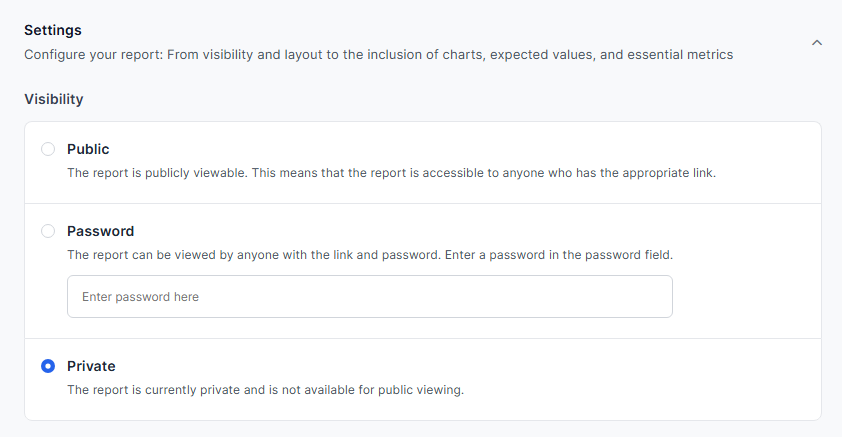 Settings
Configure your report: From visibility and layout to the inclusion of charts, expected values, and essential metrics
Visibility
Public
The report is publicly viewable. This means that the report is accessible to anyone who has the appropriate link.
Password
The report can be viewed by anyone with the link and password. Enter a password in the password field.
Enter password here
Private
The report is currently private and is not available for public viewing.